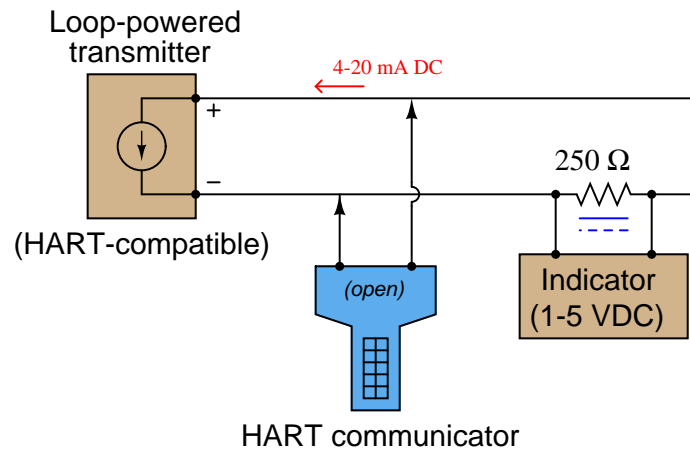 Loop-powered
transmitter
4-20 mA DC
+
−
250 Ω
(HART-compatible)
(open)
Indicator
(1-5 VDC)
HART communicator